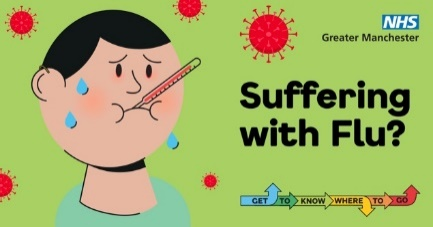 NHS
Greater Manchester
Suffering
with Flu?
GET TO KNOW WHERE TO GO